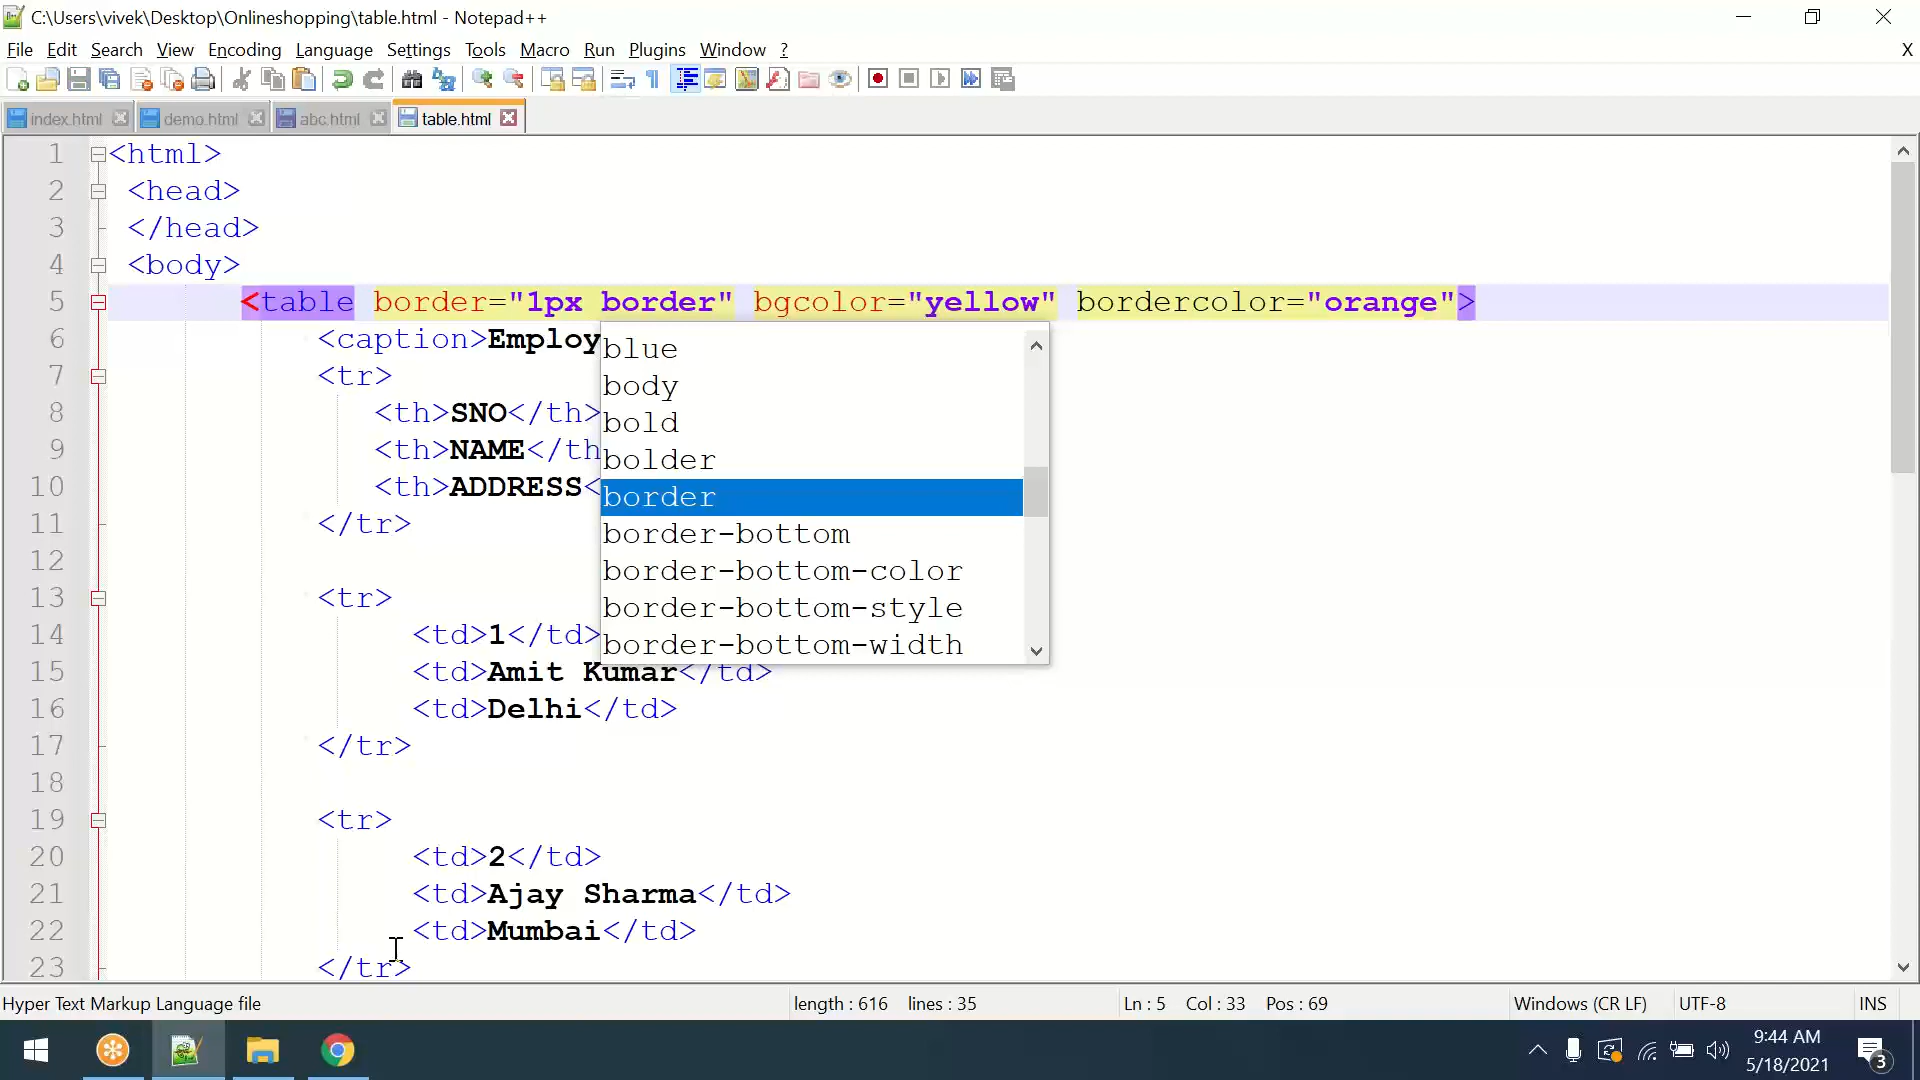 C:\Users\vivek\Desktop\Onlineshopping\table.html - Notepad++
File Edit Search View Encoding Language Settings Tools Macro Run Plugins Window ? X
index.html demo.html abc.html table.html
1 <html>
2 <head>
3 </head>
4 <body>
5 <table border="1px border" bgcolor="yellow" bordercolor="orange">
6 <caption>Employ
7 <tr>
8 <th>SNO</th>
9 <th>NAME</th
10 <th>ADDRESS<
11 </tr>
12
13 <tr>
14 <td>1</td>
15 <td>Amit Kumar</td>
16 <td>Delhi</td>
17 </tr>
18
19 <tr>
20 <td>2</td>
21 <td>Ajay Sharma</td>
22 <td>Mumbai</td>
23 </tr>
blue
body
bold
bolder
border
border-bottom
border-bottom-color
border-bottom-style
border-bottom-width
Hyper Text Markup Language file length : 616 lines : 35 Ln : 5 Col : 33 Pos : 69 Windows (CR LF) UTF-8 INS
9:44 AM
5/18/2021
3